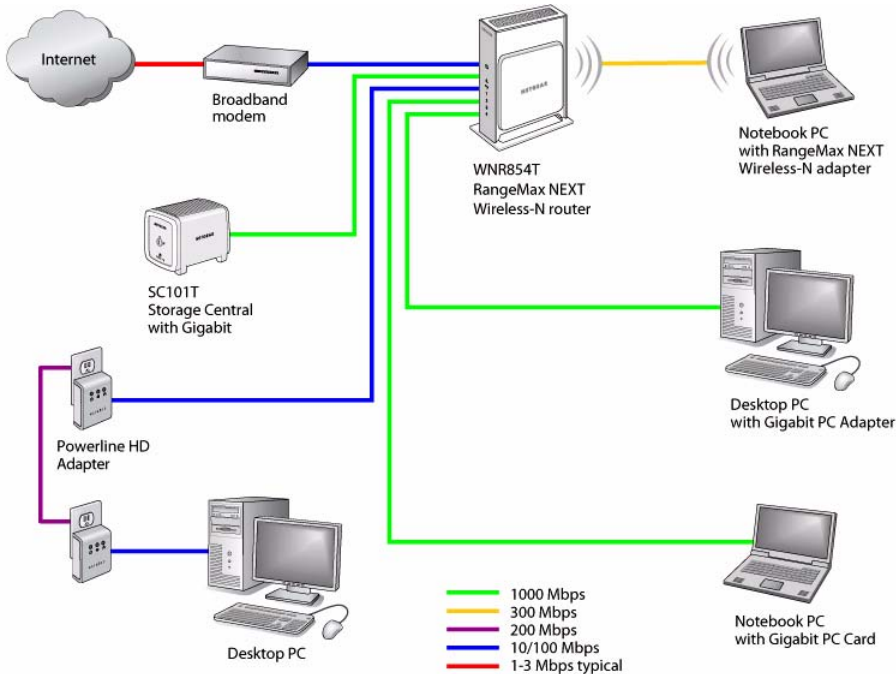 Internet
Broadband
modem
NETGEAR
WNR854T
RangeMax NEXT
Wireless-N router
Notebook PC
with RangeMax NEXT
Wireless-N adapter
NETGEAR
SC101T
Storage Central
with Gigabit
Desktop PC
with Gigabit PC Adapter
Powerline HD
Adapter
Desktop PC
Notebook PC
with Gigabit PC Card
1000 Mbps
300 Mbps
200 Mbps
10/100 Mbps
1-3 Mbps typical